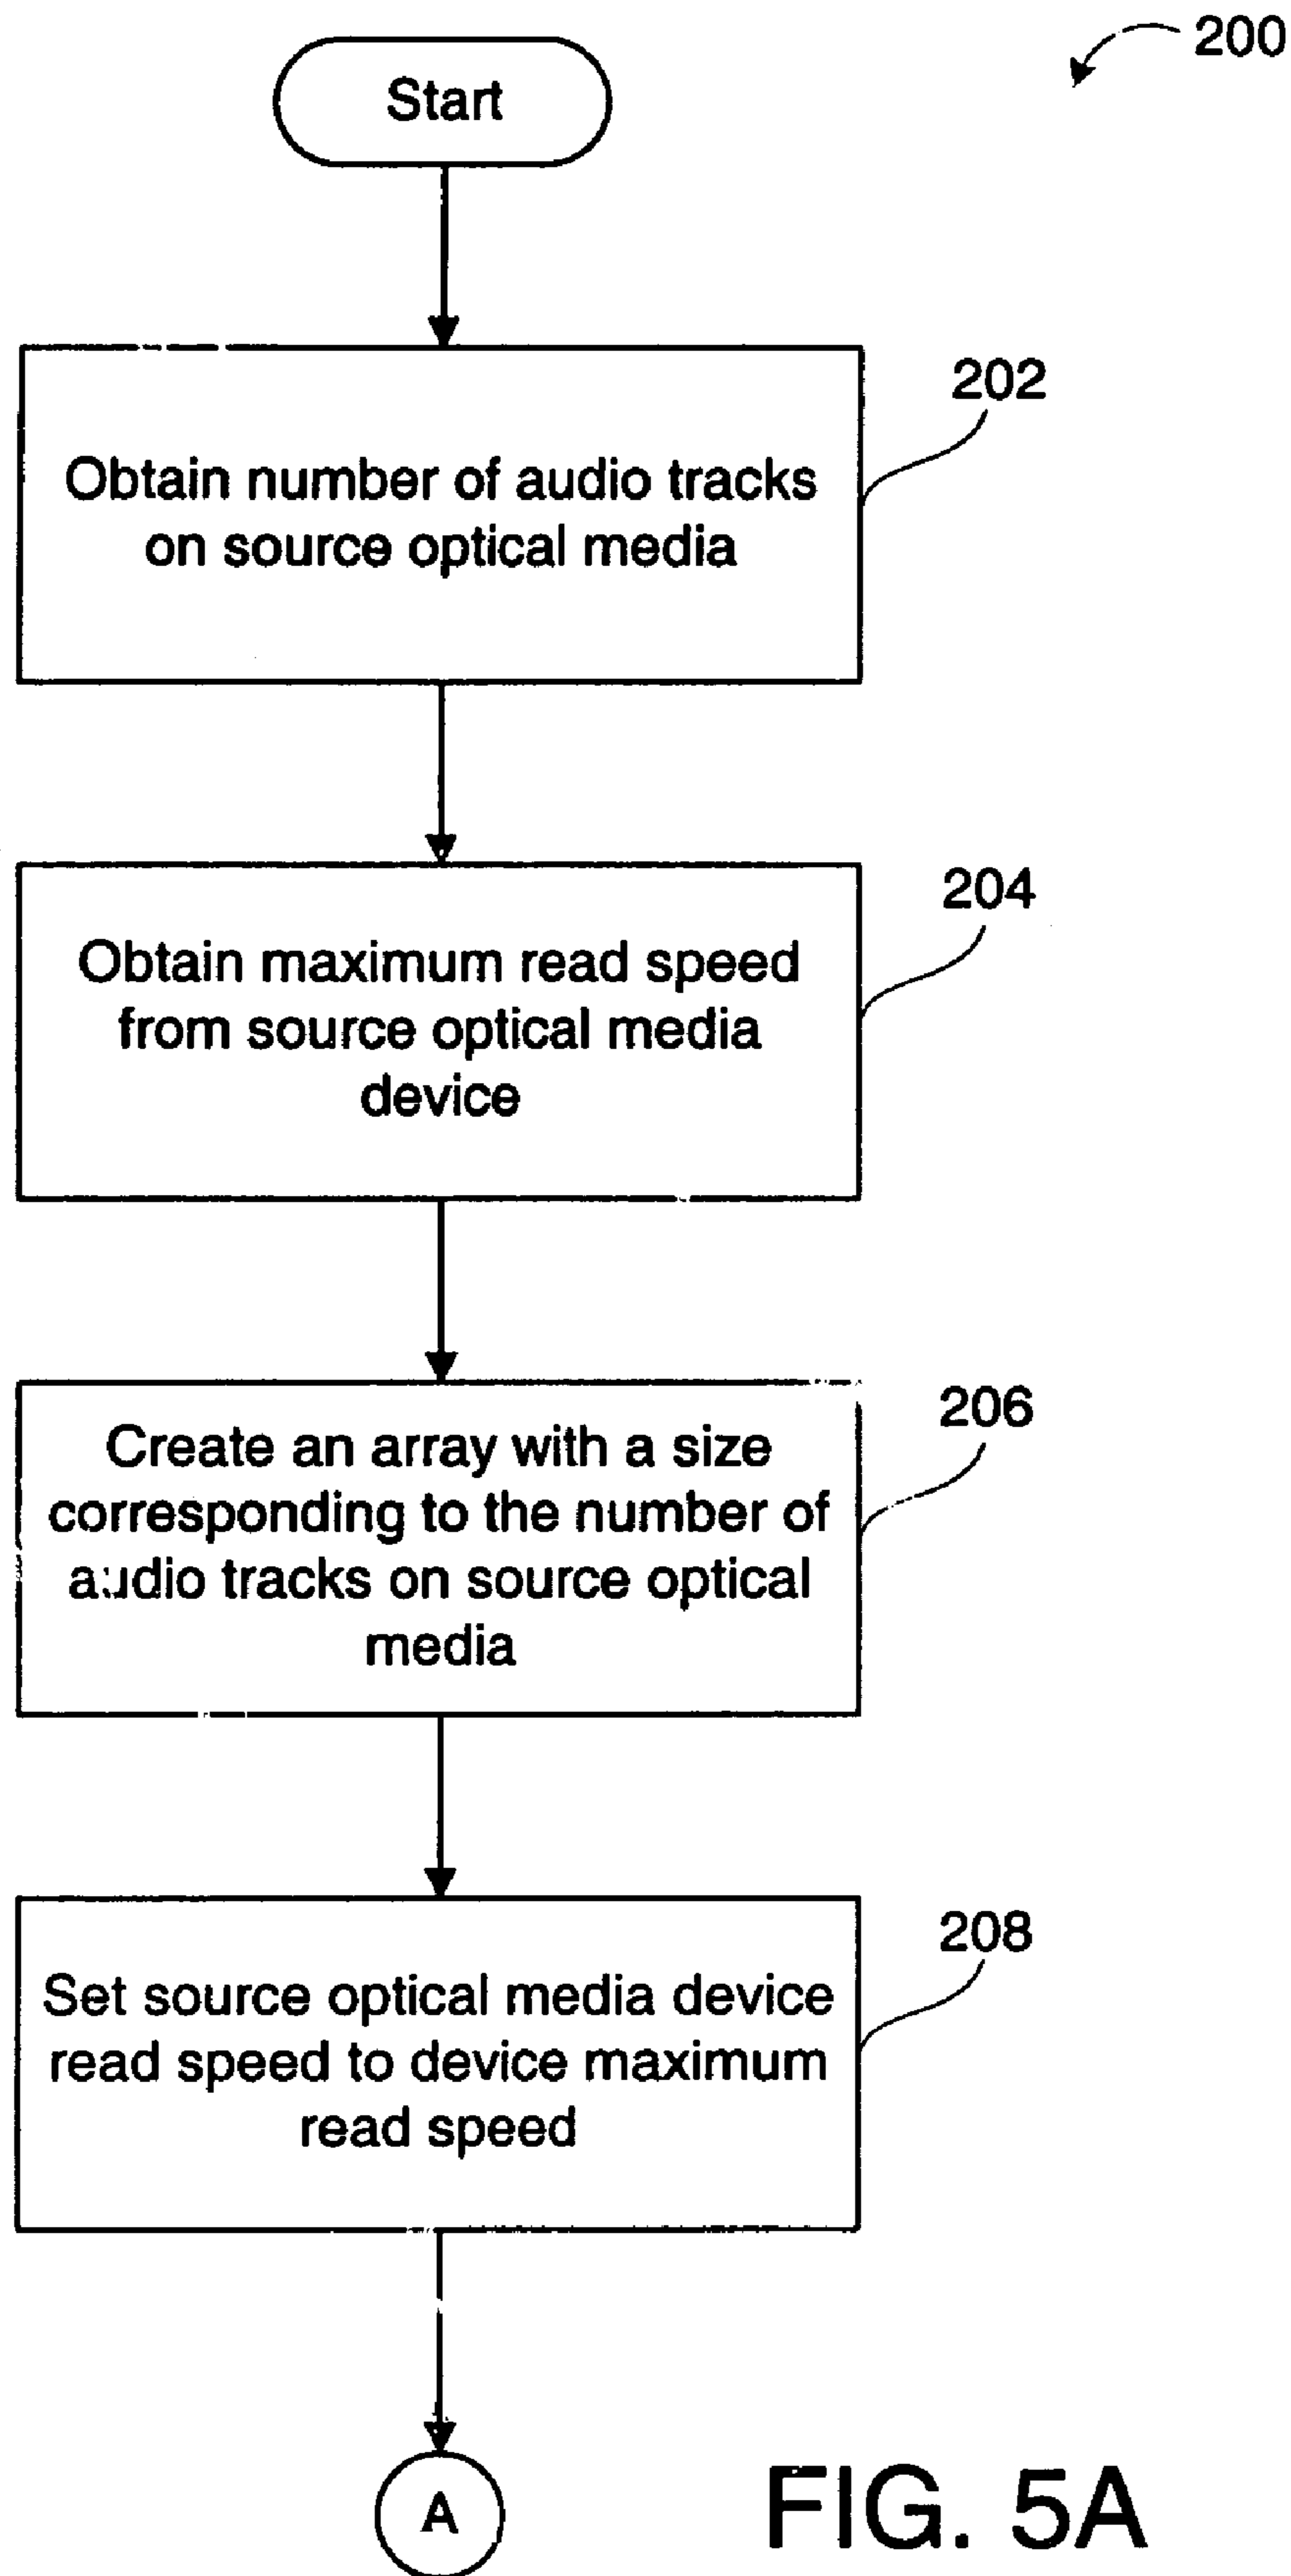 200
Start
202
Obtain number of audio tracks
on source optical media
204
Obtain maximum read speed
from source optical media
device
206
Create an array with a size
corresponding to the number of
audio tracks on source optical
media
208
Set source optical media device
read speed to device maximum
read speed
A
FIG. 5A